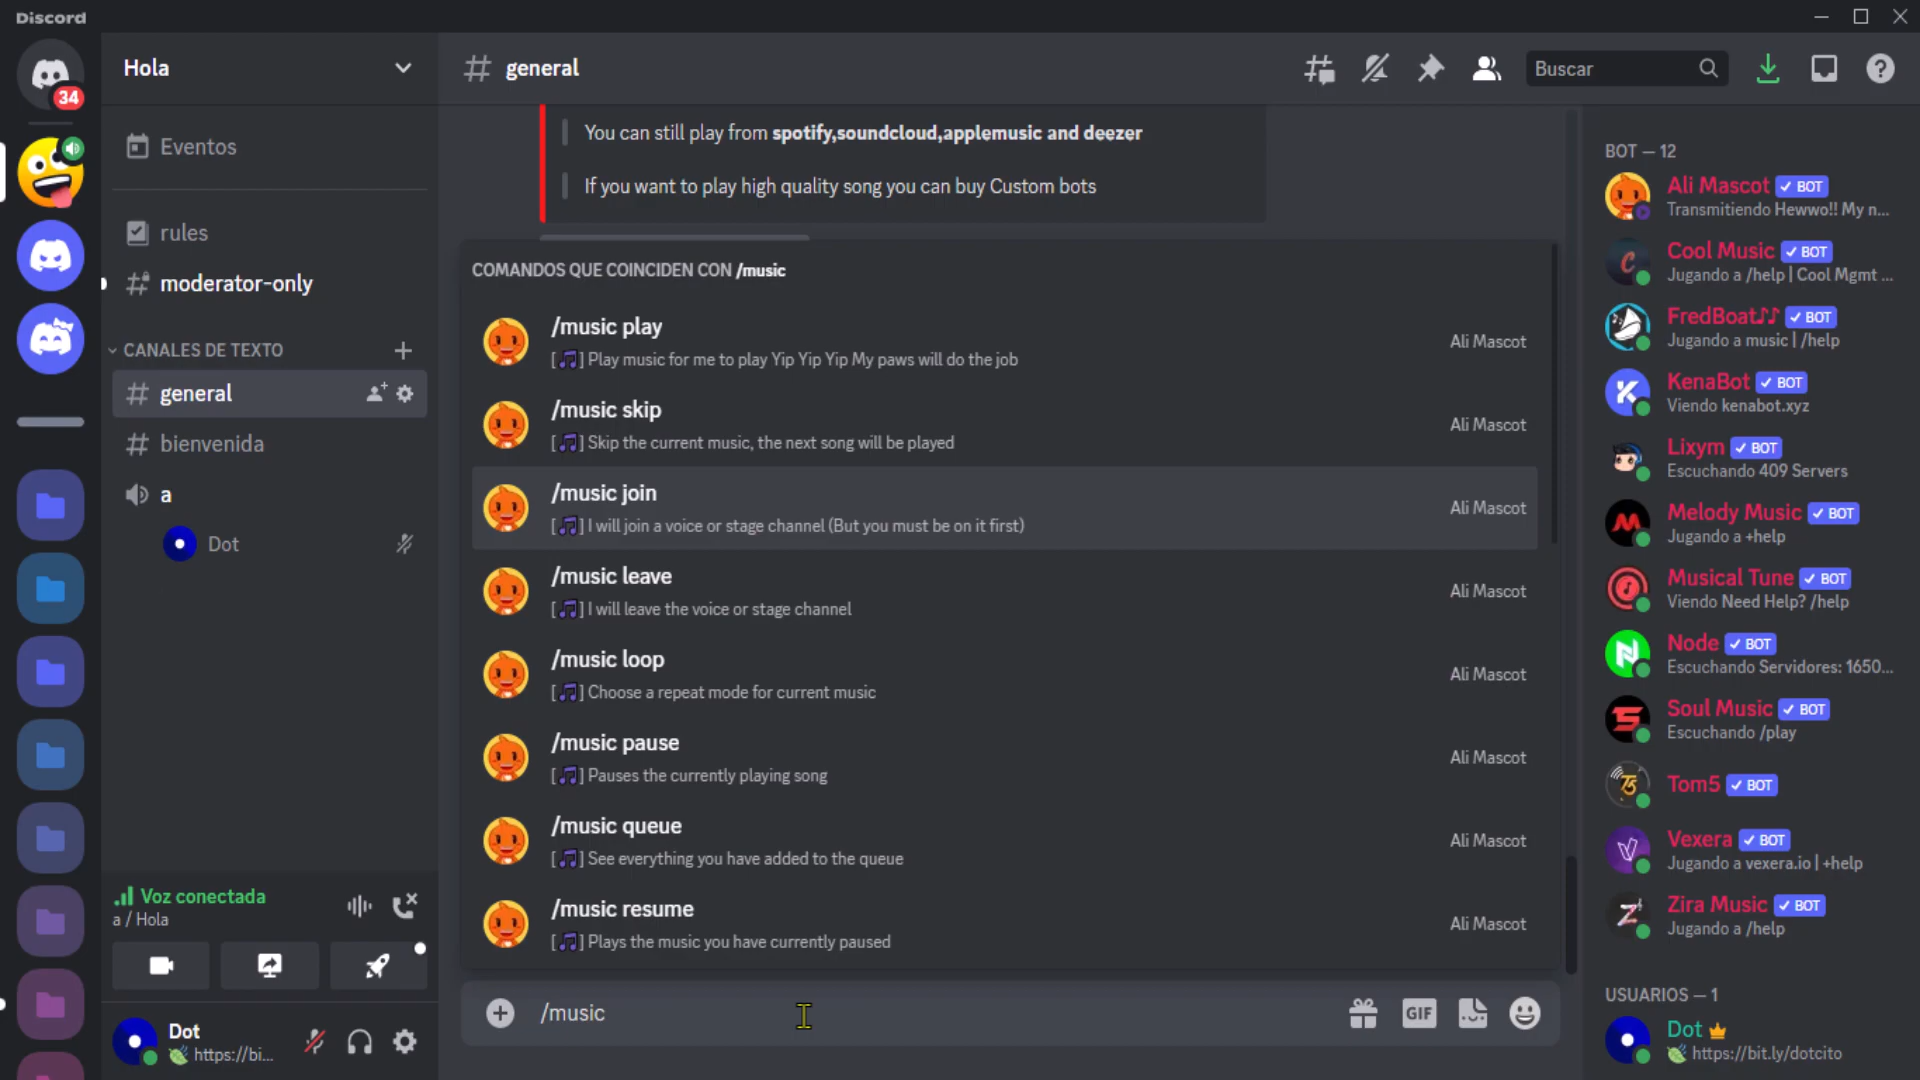 Discord
34
Hola
Eventos
rules
moderator-only
CANALES DE TEXTO
general
bienvenida
a
Dot
Voz conectada
a / Hola
Dot
https://bi...
general
Buscar
You can still play from spotify,soundcloud,applemusic and deezer
If you want to play high quality song you can buy Custom bots
COMANDOS QUE COINCIDEN CON /music
/music play
[🎵] Play music for me to play Yip Yip Yip My paws will do the job
Ali Mascot
/music skip
[🎵] Skip the current music, the next song will be played
Ali Mascot
/music join
[🎵] I will join a voice or stage channel (But you must be on it first)
Ali Mascot
/music leave
[🎵] I will leave the voice or stage channel
Ali Mascot
/music loop
[🎵] Choose a repeat mode for current music
Ali Mascot
/music pause
[🎵] Pauses the currently playing song
Ali Mascot
/music queue
[🎵] See everything you have added to the queue
Ali Mascot
/music resume
[🎵] Plays the music you have currently paused
Ali Mascot
/music
GIF
BOT — 12
Ali Mascot ✓ BOT
Transmitiendo Hewwo!! My n...
Cool Music ✓ BOT
Jugando a /help | Cool Mgmt ...
FredBoat♪♪ ✓ BOT
Jugando a music | /help
KenaBot ✓ BOT
Viendo kenabot.xyz
Lixym ✓ BOT
Escuchando 409 Servers
Melody Music ✓ BOT
Jugando a +help
Musical Tune ✓ BOT
Viendo Need Help? /help
Node ✓ BOT
Escuchando Servidores: 1650...
Soul Music ✓ BOT
Escuchando /play
Tom5 ✓ BOT
Vexera ✓ BOT
Jugando a vexera.io | +help
Zira Music ✓ BOT
Jugando a /help
USUARIOS — 1
Dot
https://bit.ly/dotcito